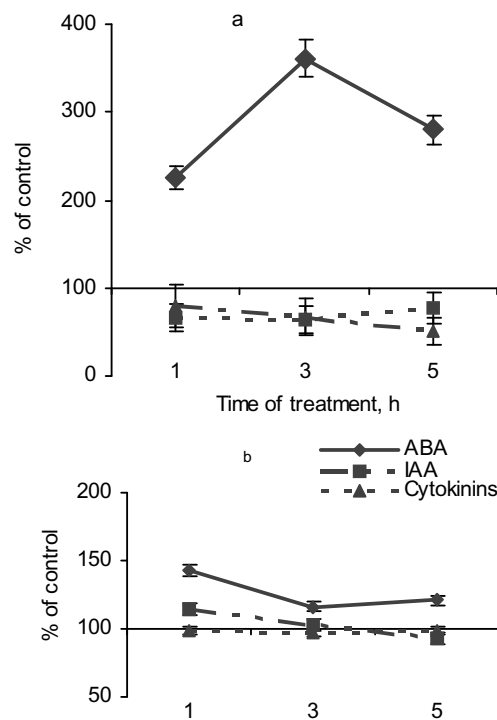 a
400
300
200
100
0
% of control
1 3 5
Time of treatment, h
b
ABA
IAA
Cytokinins
200
150
100
50
% of control
1 3 5